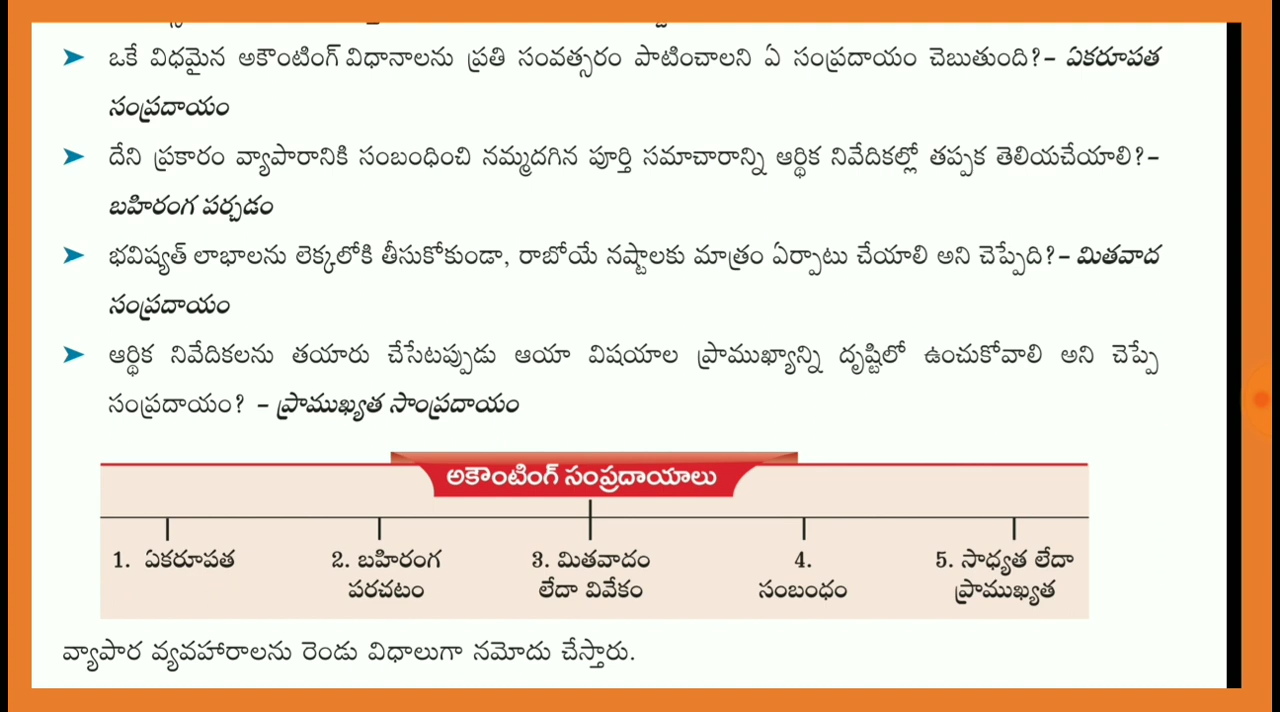 ➤ ఒకే విధమైన అకౌంటింగ్ విధానాలను ప్రతి సంవత్సరం పాటించాలని ఏ సంప్రదాయం చెబుతుంది?– ఏకరూపత
సంప్రదాయం
➤ దేని ప్రకారం వ్యాపారానికి సంబంధించి నమ్మదగిన పూర్తి సమాచారాన్ని ఆర్థిక నివేదికల్లో తప్పక తెలియచేయాలి?–
బహిరంగ పర్చడం
➤ భవిష్యత్ లాభాలను లెక్కలోకి తీసుకోకుండా, రాబోయే నష్టాలకు మాత్రం ఏర్పాటు చేయాలి అని చెప్పేది?– మితవాద
సంప్రదాయం
➤ ఆర్థిక నివేదికలను తయారు చేసేటప్పుడు ఆయా విషయాల ప్రాముఖ్యాన్ని దృష్టిలో ఉంచుకోవాలి అని చెప్పే
సంప్రదాయం? – ప్రాముఖ్యత సాంప్రదాయం
అకౌంటింగ్ సంప్రదాయాలు
1. ఏకరూపత
2. బహిరంగ
పరచటం
3. మితవాదం
లేదా వివేకం
4.
సంబంధం
5. సాధ్యత లేదా
ప్రాముఖ్యత
వ్యాపార వ్యవహారాలను రెండు విధాలుగా నమోదు చేస్తారు.